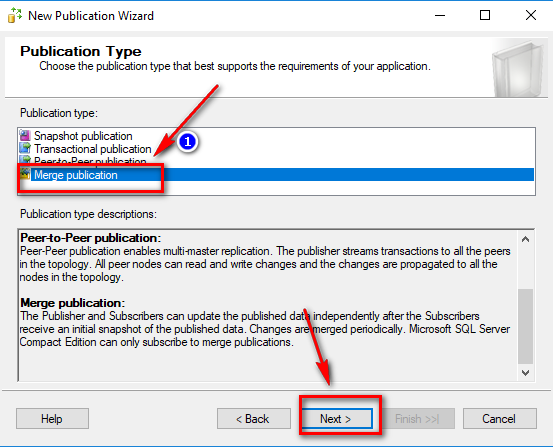 New Publication Wizard
Publication Type
Choose the publication type that best supports the requirements of your application.
Publication type:
Snapshot publication
Transactional publication
1
Peer-to-Peer publication
Merge publication
Publication type descriptions:
Peer-to-Peer publication:
Peer-Peer publication enables multi-master replication. The publisher streams transactions to all the peers
in the topology. All peer nodes can read and write changes and the changes are propagated to all the
nodes in the topology.
Merge publication:
The Publisher and Subscribers can update the published data independently after the Subscribers
receive an initial snapshot of the published data. Changes are merged periodically. Microsoft SQL Server
Compact Edition can only subscribe to merge publications.
Help
< Back
Next >
Finish >>|
Cancel